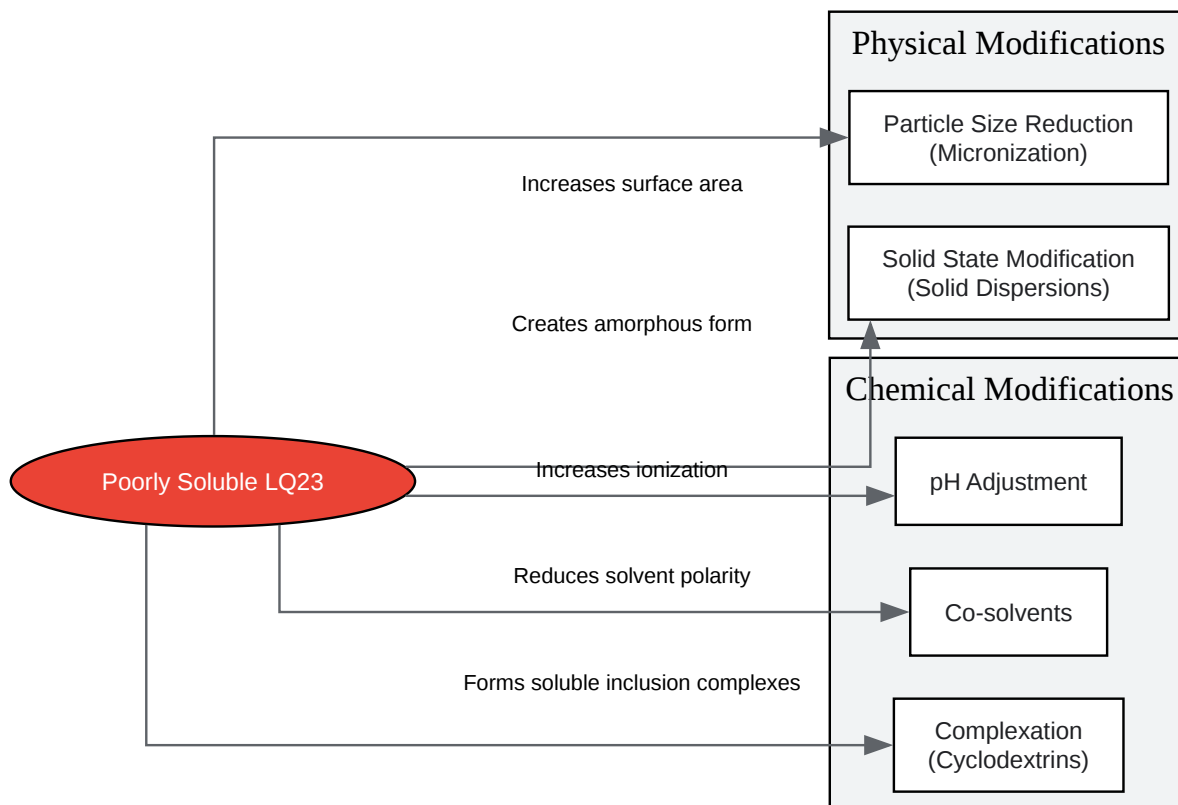 Physical Modifications
Particle Size Reduction
(Micronization)
Increases surface area
Solid State Modification
(Solid Dispersions)
Creates amorphous form
Chemical Modifications
Poorly Soluble LQ23
Increases ionization
pH Adjustment
Reduces solvent polarity
Co-solvents
Forms soluble inclusion complexes
Complexation
(Cyclodextrins)